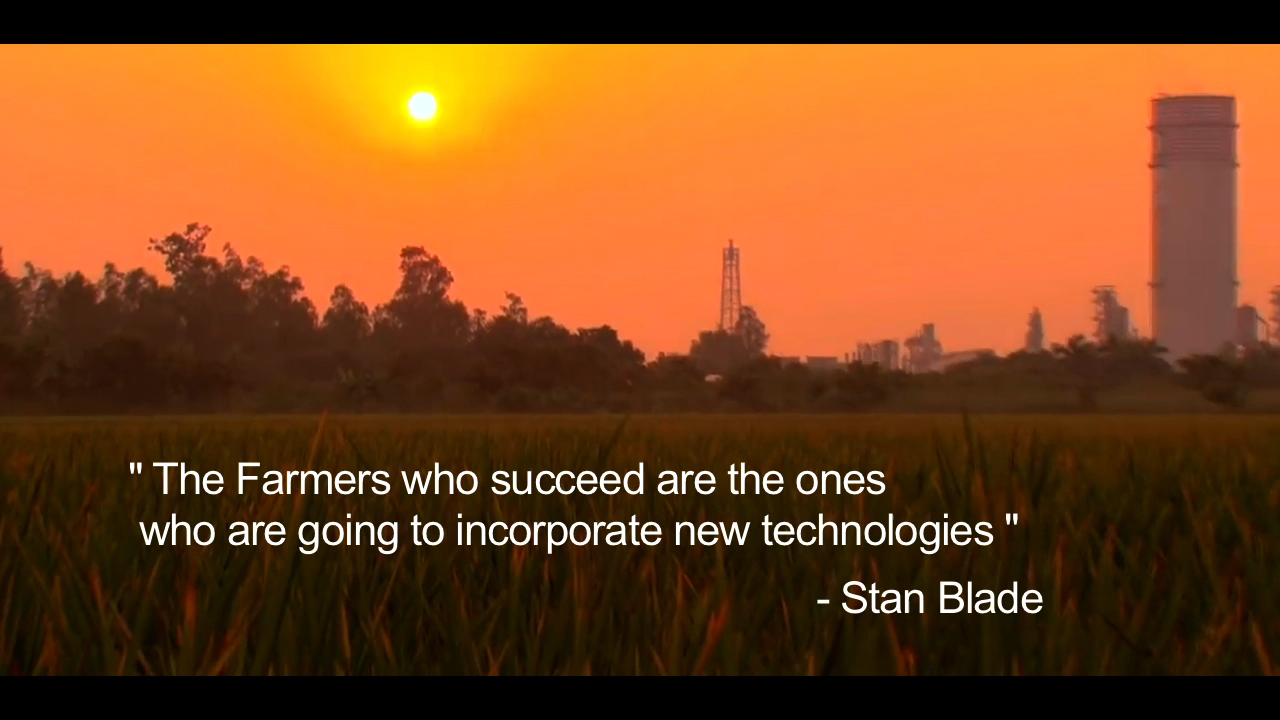 " The Farmers who succeed are the ones
who are going to incorporate new technologies "
- Stan Blade